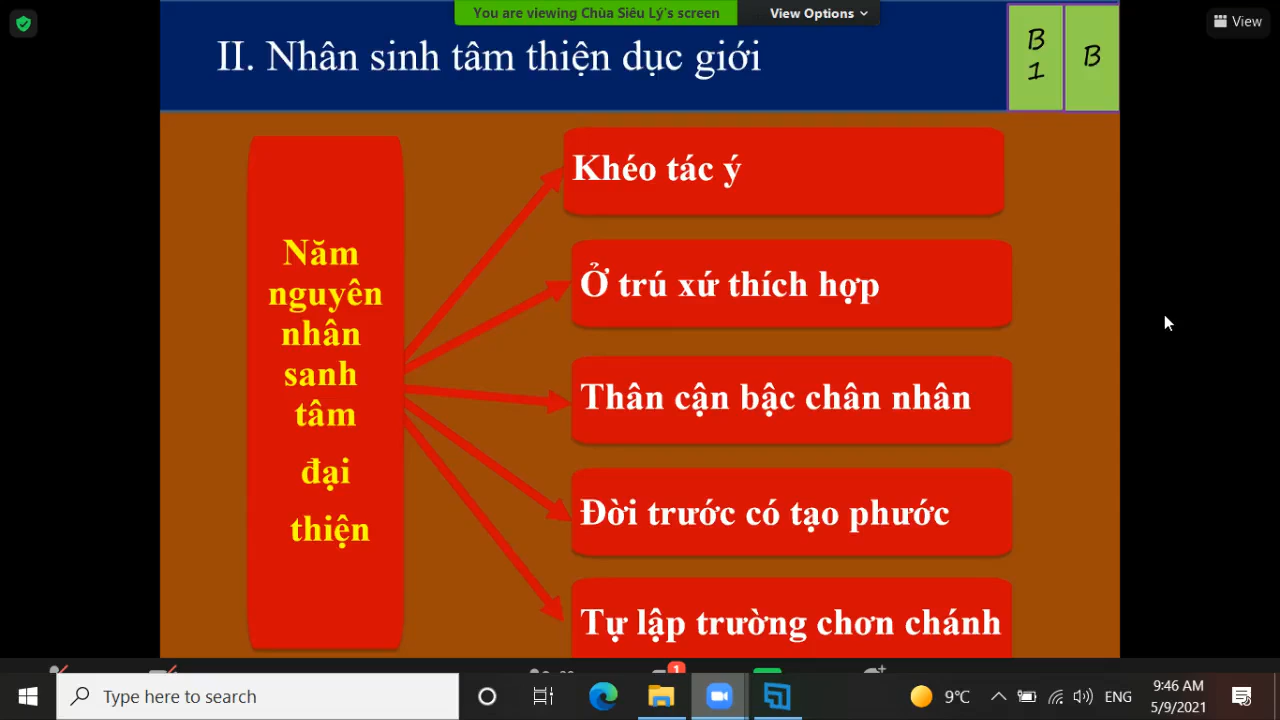 You are viewing Chùa Siêu Lý's screen
View Options
View
II. Nhân sinh tâm thiện dục giới
B
1
B
Năm
nguyên
nhân
sanh
tâm
đại
thiện
Khéo tác ý
Ở trú xứ thích hợp
Thân cận bậc chân nhân
Đời trước có tạo phước
Tự lập trường chơn chánh
1
Type here to search
9°C
ENG
9:46 AM
5/9/2021